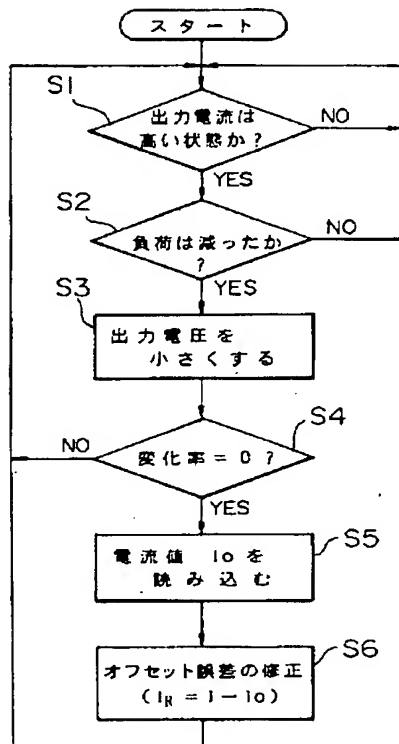 スタート
S1
出力電流は
高い状態か?
NO
YES
S2
負荷は減ったか
?
NO
YES
S3
出力電圧を
小さくする
S4
NO
変化率=0?
YES
電流値 Io を
読み込む
S5
オフセット誤差の修正
(IR = I − Io)
S6